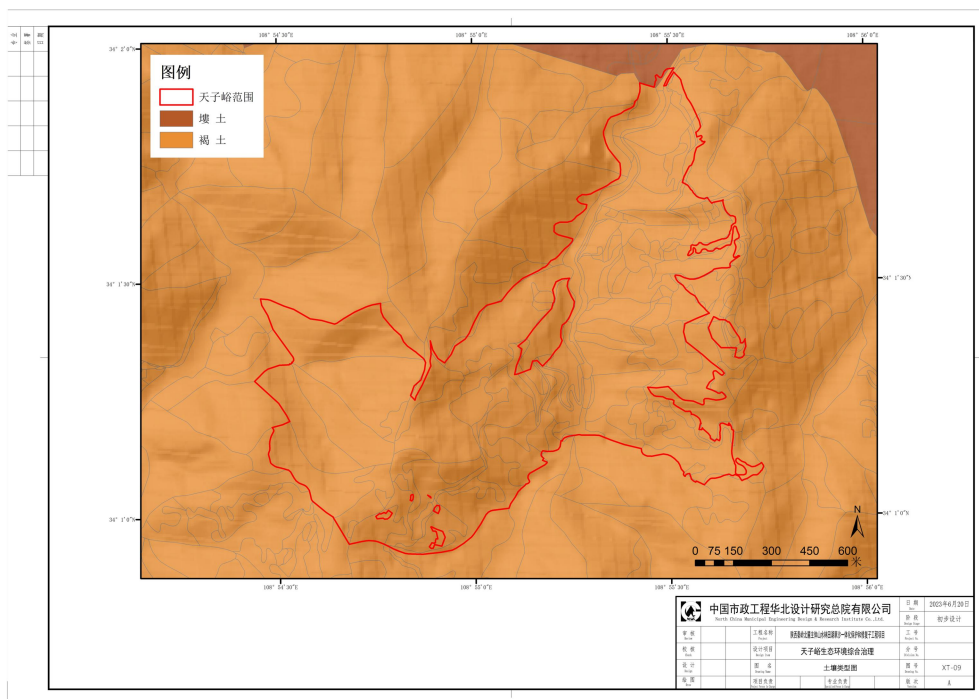 108° 54′30″E
108° 55′0″E
108° 55′30″E
108° 56′0″E
34° 2′0″N
图例
天子峪范围
塿 土
褐 土
34° 1′30″N
34° 1′30″N
34° 1′0″N
34° 1′0″N
N
0 75 150 300 450 600
米
108° 54′30″E
108° 55′0″E
108° 55′30″E
108° 56′0″E
中国市政工程华北设计研究总院有限公司
North China Municipal Engineering Design & Research Institute Co.,Ltd.
日 期
2023年6月20日
阶 段
初步设计
审 核
工程名称
工 号
校 核
设计项目
天子峪生态环境综合治理
分 号
设 计
图 名
土壤类型图
图 号
XT-09
绘 图
项目负责
专业负责
版 次
A